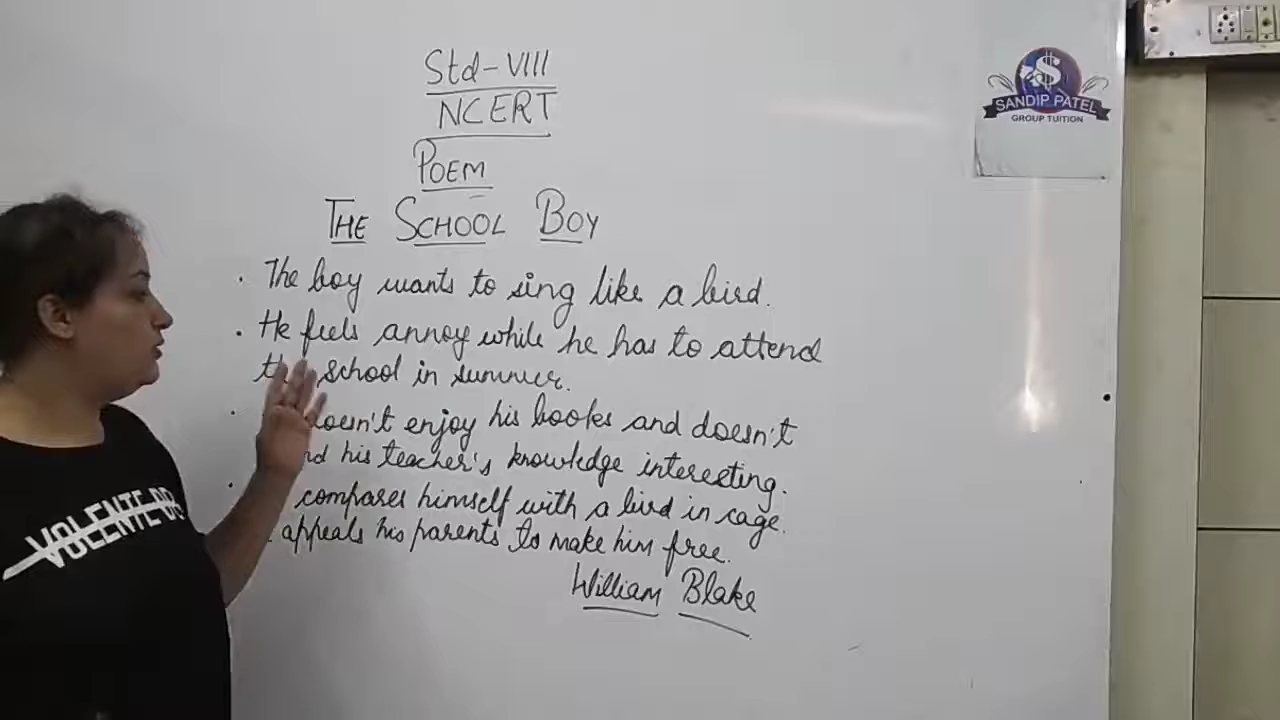 Std-VIII
NCERT
POEM
THE SCHOOL BOY
SANDIP PATEL
GROUP TUITION
. The boy wants to sing like a bird.
. He feels annoy while he has to attend
school in summer.
. doesn't enjoy his books and doesn't
his teacher's knowledge interesting.
. compares himself with a bird in cage.
appeals his parents to make him free.
William Blake
VOLENTE